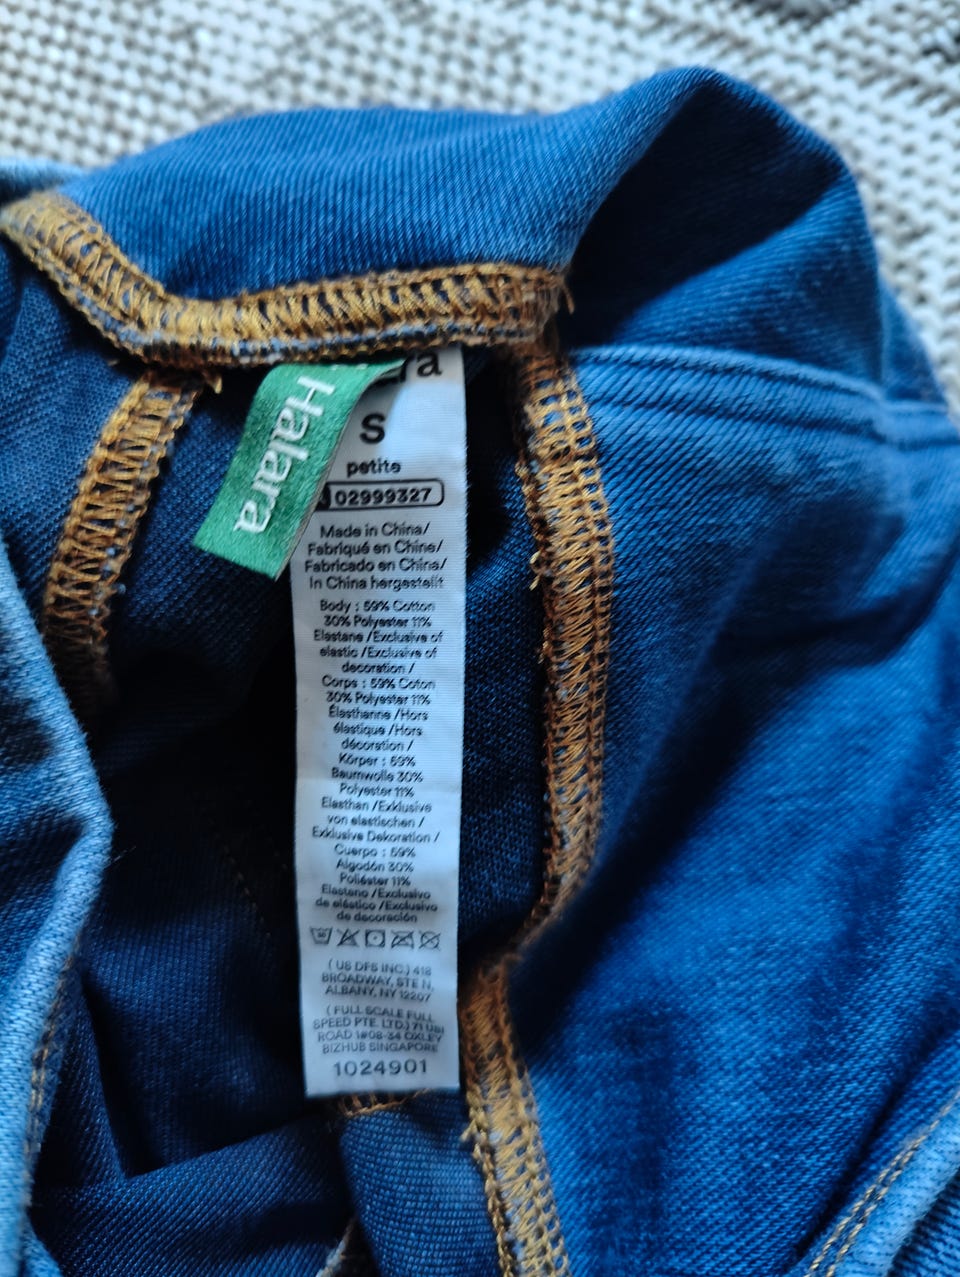 Halara
ra
S
petite
02999327
Made in China/
Fabriqué en Chine/
Fabricado en China/
In China hergestellt
Body : 59% Cotton
30% Polyester 11%
Elastane /Exclusive of
elastic /Exclusive of
decoration /
Corps : 59% Coton
30% Polyester 11%
Élasthanne /Hors
élastique /Hors
décoration /
Körper : 59%
Baumwolle 30%
Polyester 11%
Elasthan /Exklusive
von elastischen /
Exklusive Dekoration /
Cuerpo : 59%
Algodón 30%
Poliéster 11%
Elastano /Exclusivo
de elástico /Exclusivo
de decoración
( US DFS INC.) 418
BROADWAY, STE N,
ALBANY, NY 12207
( FULL SCALE FULL
SPEED PTE. LTD.) 71 UBI
ROAD 1#08-34 OXLEY
BIZHUB SINGAPORE
1024901